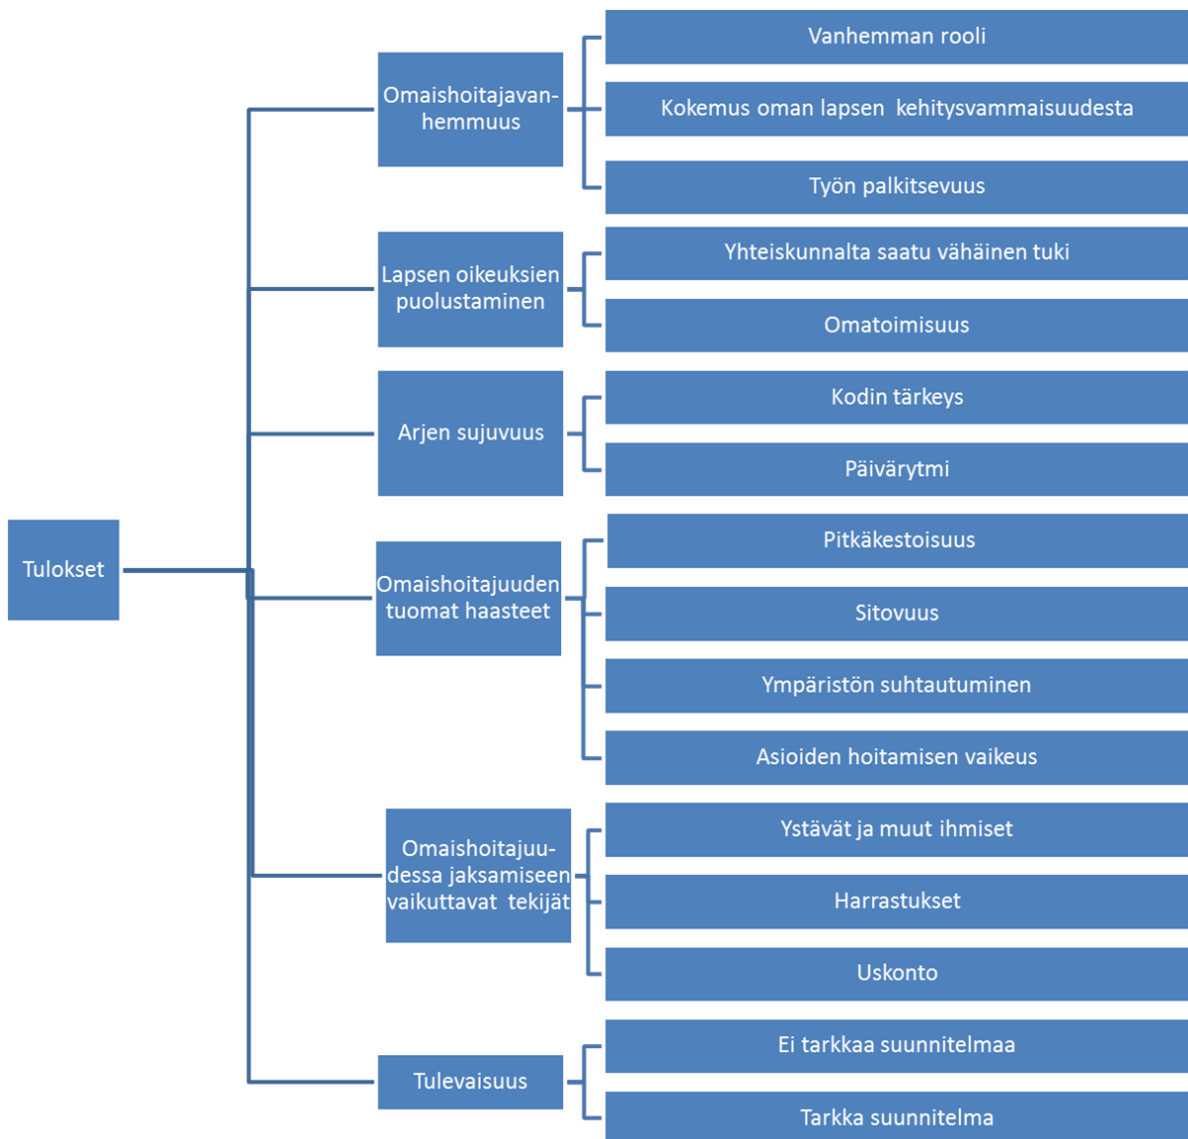 Tulokset
Omaishoitajavan-
hemmuus
Vanhemman rooli
Kokemus oman lapsen kehitysvammaisuudesta
Työn palkitsevuus
Lapsen oikeuksien
puolustaminen
Yhteiskunnalta saatu vähäinen tuki
Omatoimisuus
Arjen sujuvuus
Kodin tärkeys
Päivärytmi
Omaishoitajuuden
tuomat haasteet
Pitkäkestoisuus
Sitovuus
Ympäristön suhtautuminen
Asioiden hoitamisen vaikeus
Omaishoitajuu-
dessa jaksamiseen
vaikuttavat tekijät
Ystävät ja muut ihmiset
Harrastukset
Uskonto
Tulevaisuus
Ei tarkkaa suunnitelmaa
Tarkka suunnitelma